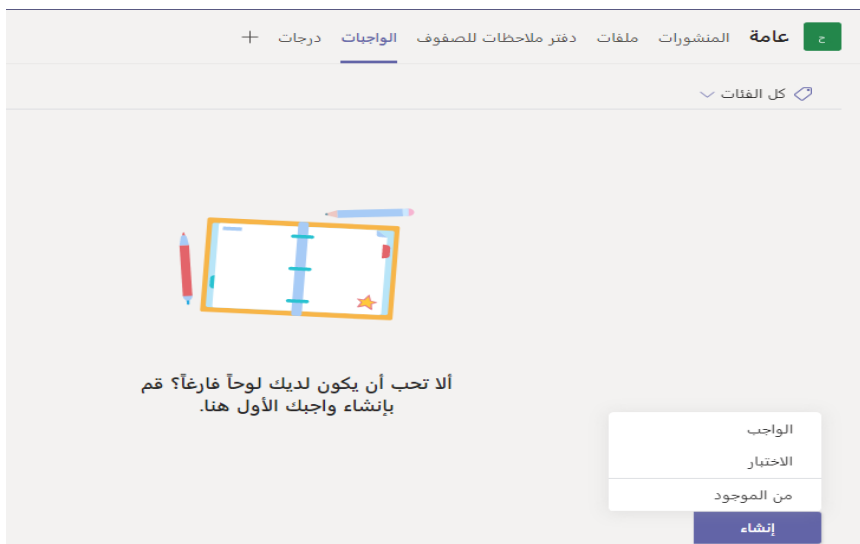 ج عامة المنشورات ملفات دفتر ملاحظات للصفوف الواجبات درجات +
كل الفئات
ألا تحب أن يكون لديك لوحاً فارغاً؟ قم
بإنشاء واجبك الأول هنا.
الواجب
الاختبار
من الموجود
إنشاء